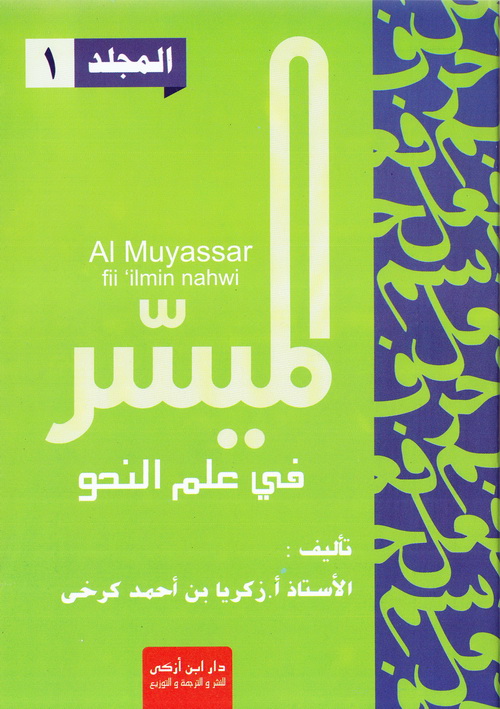 المجلد ١
Al Muyassar
fii ‘ilmin nahwi
الميسّر
في علم النحو
تأليف :
الأستاذ أ. زكريا بن أحمد كرخي
دار ابن أزكى
للنشر و الترجمة و التوزيع